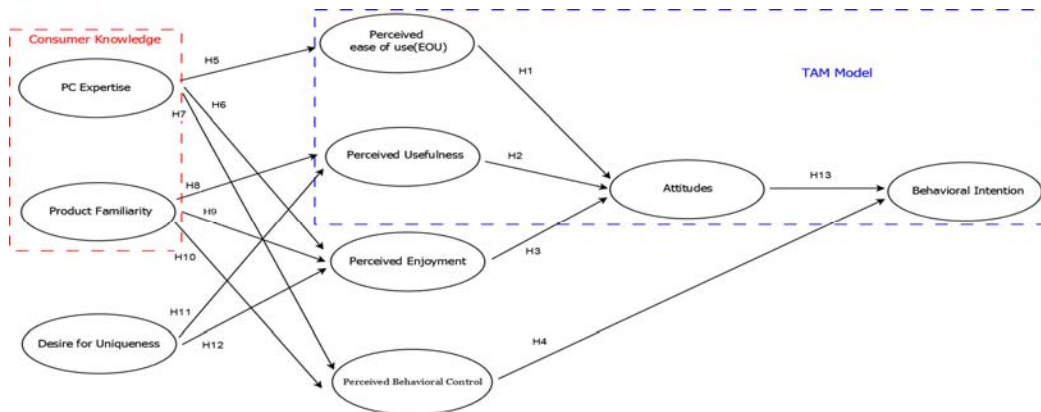 Consumer Knowledge
PC Expertise
Product Familiarity
Desire for Uniqueness
H5
H6
H7
H8
H9
H10
H11
H12
Perceived
ease of use(EOU)
Perceived Usefulness
Perceived Enjoyment
Perceived Behavioral Control
H1
H2
H3
H4
TAM Model
Attitudes
H13
Behavioral Intention